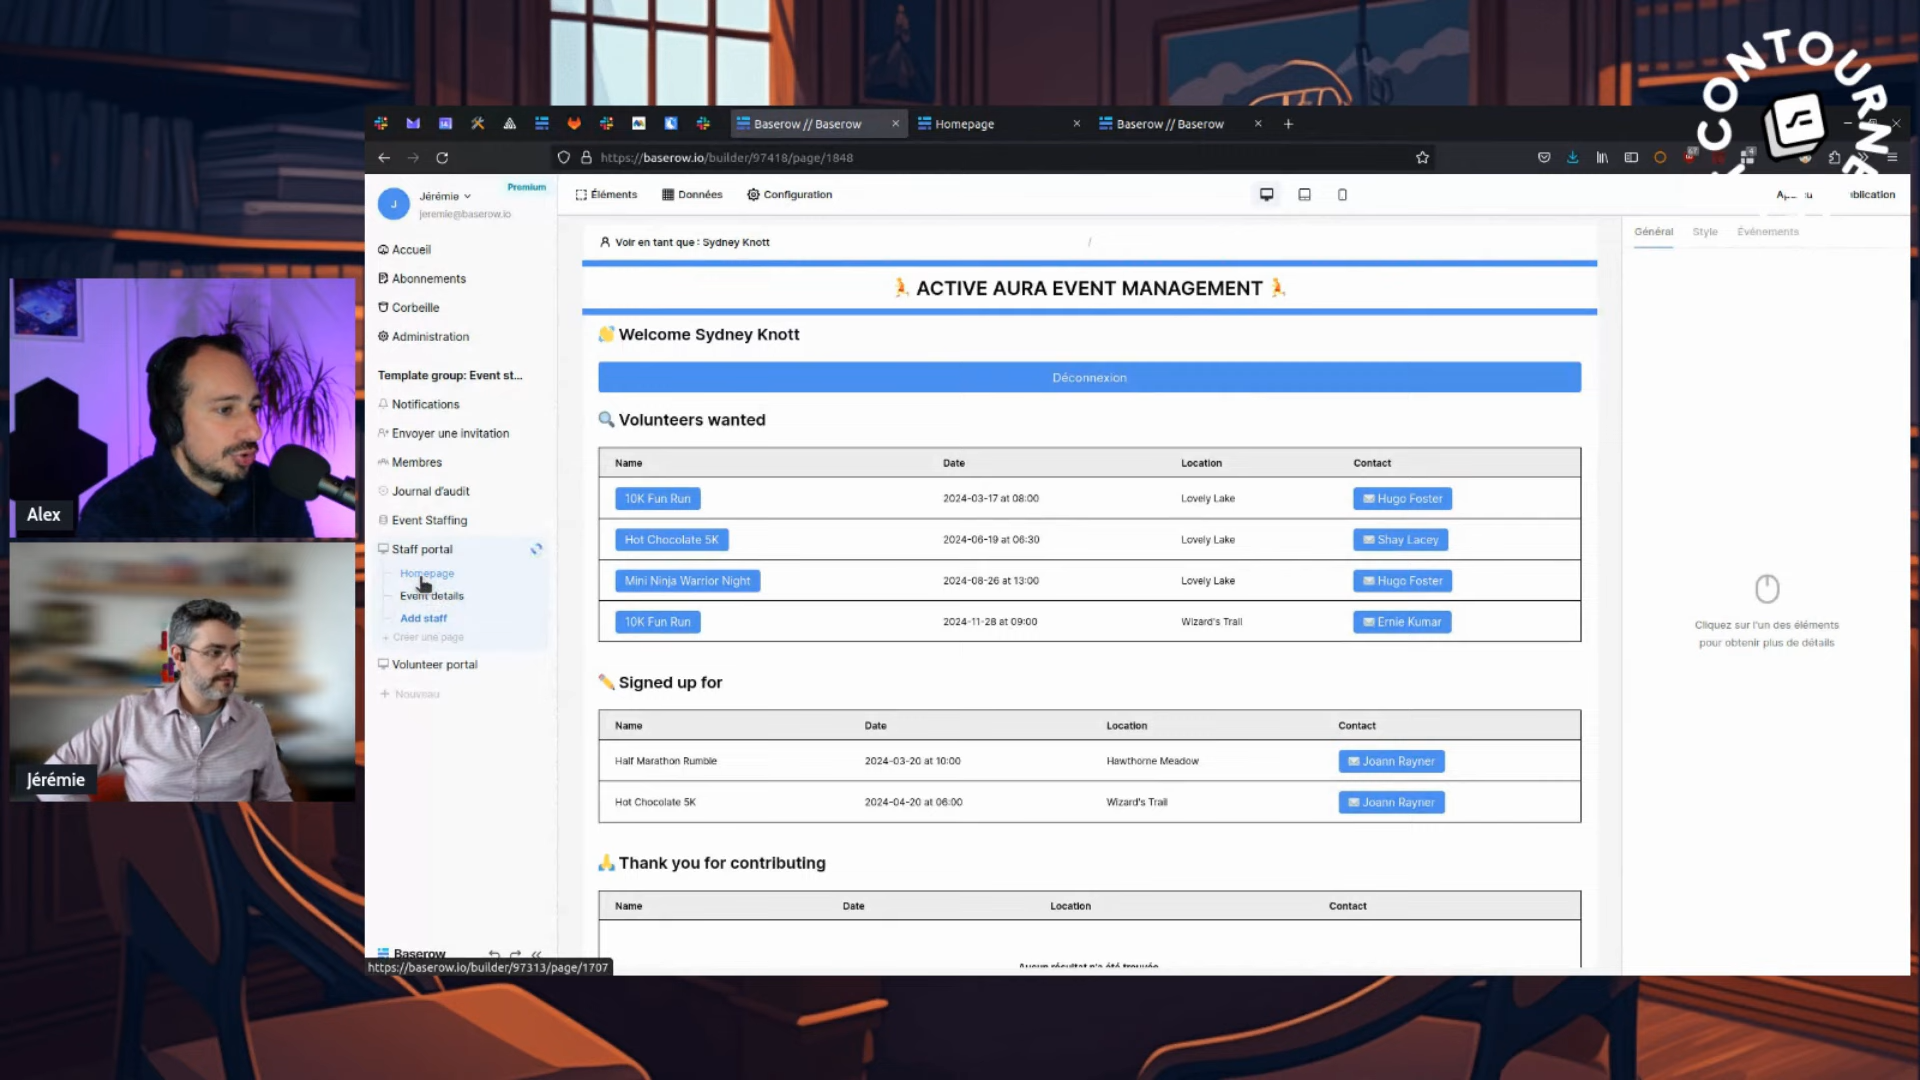 CONTOURNE
Baserow // Baserow
Homepage
Baserow // Baserow
https://baserow.io/builder/97418/page/1848
J
Jérémie
Premium
jeremie@baserow.io
Éléments
Données
Configuration
Accueil
Abonnements
Corbeille
Administration
Template group: Event st...
Notifications
Envoyer une invitation
Membres
Journal d'audit
Event Staffing
Staff portal
Homepage
Event details
Add staff
+ Créer une page
Volunteer portal
+ Nouveau
Baserow
https://baserow.io/builder/97313/page/1707
Voir en tant que : Sydney Knott
/
ACTIVE AURA EVENT MANAGEMENT
Welcome Sydney Knott
Déconnexion
Volunteers wanted
Name Date Location Contact
10K Fun Run 2024-03-17 at 08:00 Lovely Lake Hugo Foster
Hot Chocolate 5K 2024-06-19 at 06:30 Lovely Lake Shay Lacey
Mini Ninja Warrior Night 2024-08-26 at 13:00 Lovely Lake Hugo Foster
10K Fun Run 2024-11-28 at 09:00 Wizard's Trail Ernie Kumar
Signed up for
Name Date Location Contact
Half Marathon Rumble 2024-03-20 at 10:00 Hawthorne Meadow Joann Rayner
Hot Chocolate 5K 2024-04-20 at 06:00 Wizard's Trail Joann Rayner
Thank you for contributing
Name Date Location Contact
Aucun résultat n'a été trouvée
Général Style Événements
Cliquez sur l'un des éléments
pour obtenir plus de détails
Alex
Jérémie